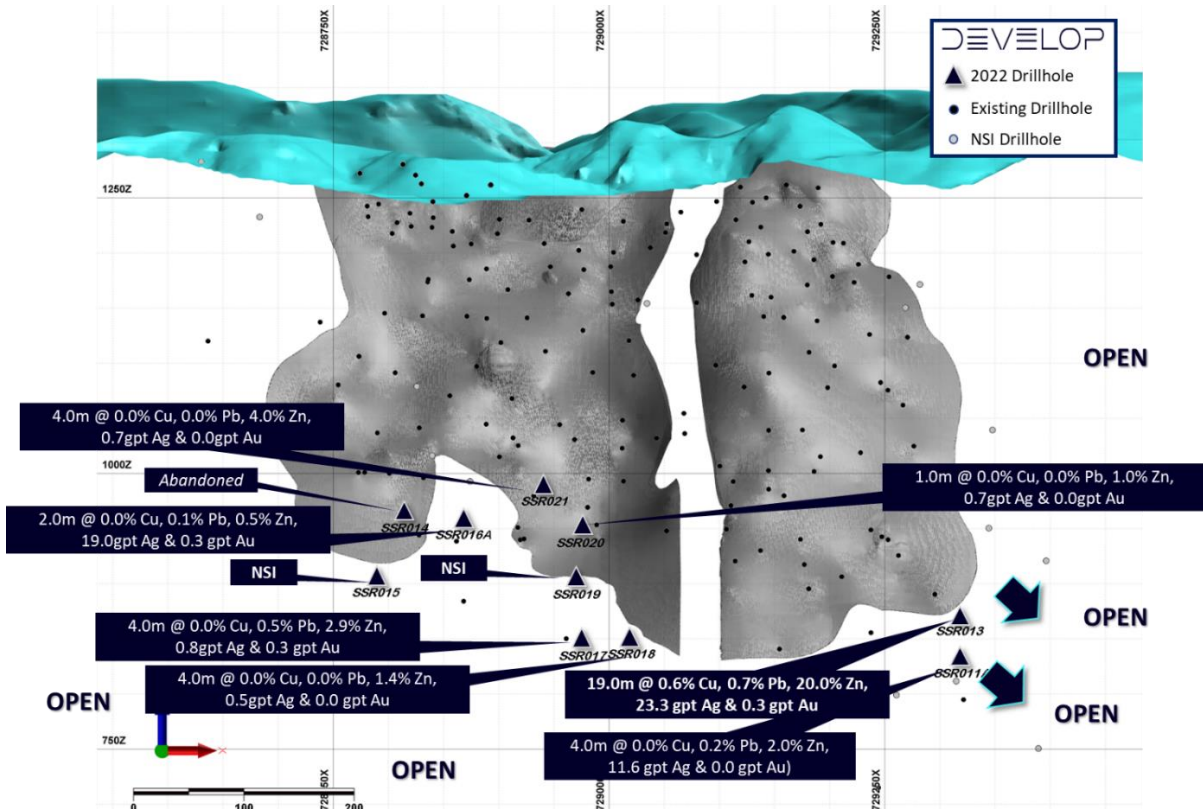 728750X
729000X
729250X
DEVELOP
2022 Drillhole
Existing Drillhole
NSI Drillhole
1250Z
OPEN
4.0m @ 0.0% Cu, 0.0% Pb, 4.0% Zn,
0.7gpt Ag & 0.0gpt Au
1000Z
Abandoned
SSR021
1.0m @ 0.0% Cu, 0.0% Pb, 1.0% Zn,
0.7gpt Ag & 0.0gpt Au
SSR014
SSR016A
SSR020
2.0m @ 0.0% Cu, 0.1% Pb, 0.5% Zn,
19.0gpt Ag & 0.3 gpt Au
NSI
NSI
SSR015
SSR019
4.0m @ 0.0% Cu, 0.5% Pb, 2.9% Zn,
0.8gpt Ag & 0.3 gpt Au
SSR017
SSR018
SSR013
OPEN
4.0m @ 0.0% Cu, 0.0% Pb, 1.4% Zn,
0.5gpt Ag & 0.0 gpt Au
19.0m @ 0.6% Cu, 0.7% Pb, 20.0% Zn,
23.3 gpt Ag & 0.3 gpt Au
SSR011
OPEN
OPEN
4.0m @ 0.0% Cu, 0.2% Pb, 2.0% Zn,
11.6 gpt Ag & 0.0 gpt Au)
750Z
X
OPEN
0
100
200